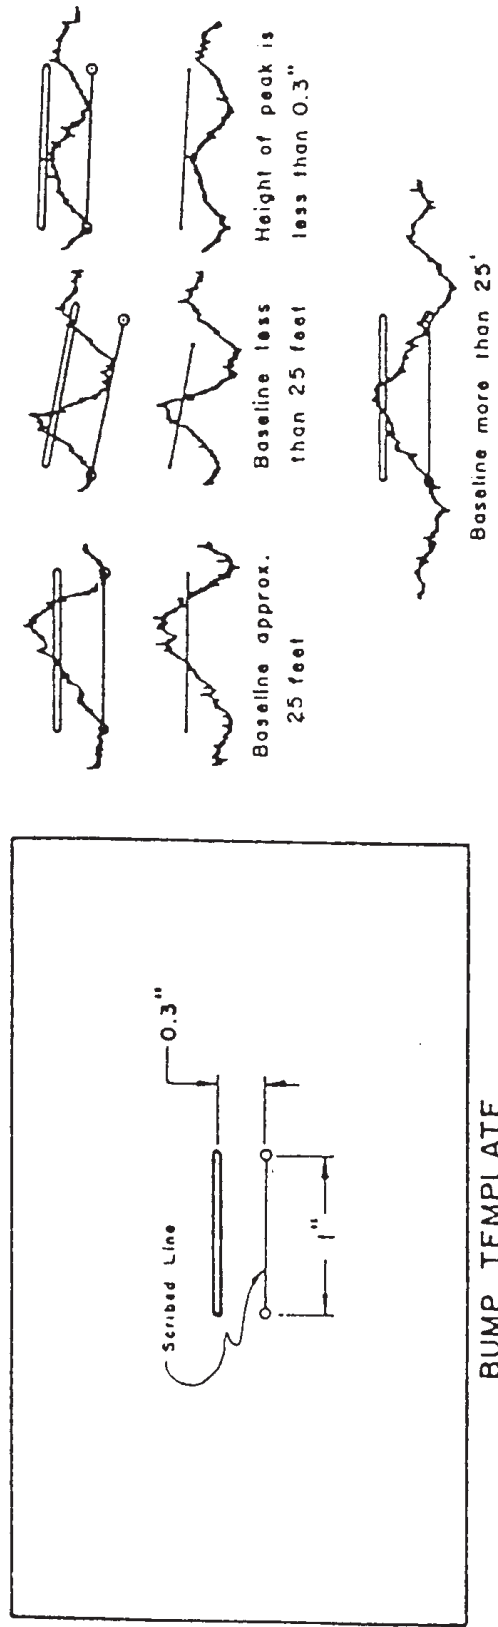 Scribed Line
0.3"
1"
BUMP TEMPLATE
Baseline approx.
25 feet
Baseline less
than 25 feet
Height of peak is
less than 0.3"
Baseline more than 25'